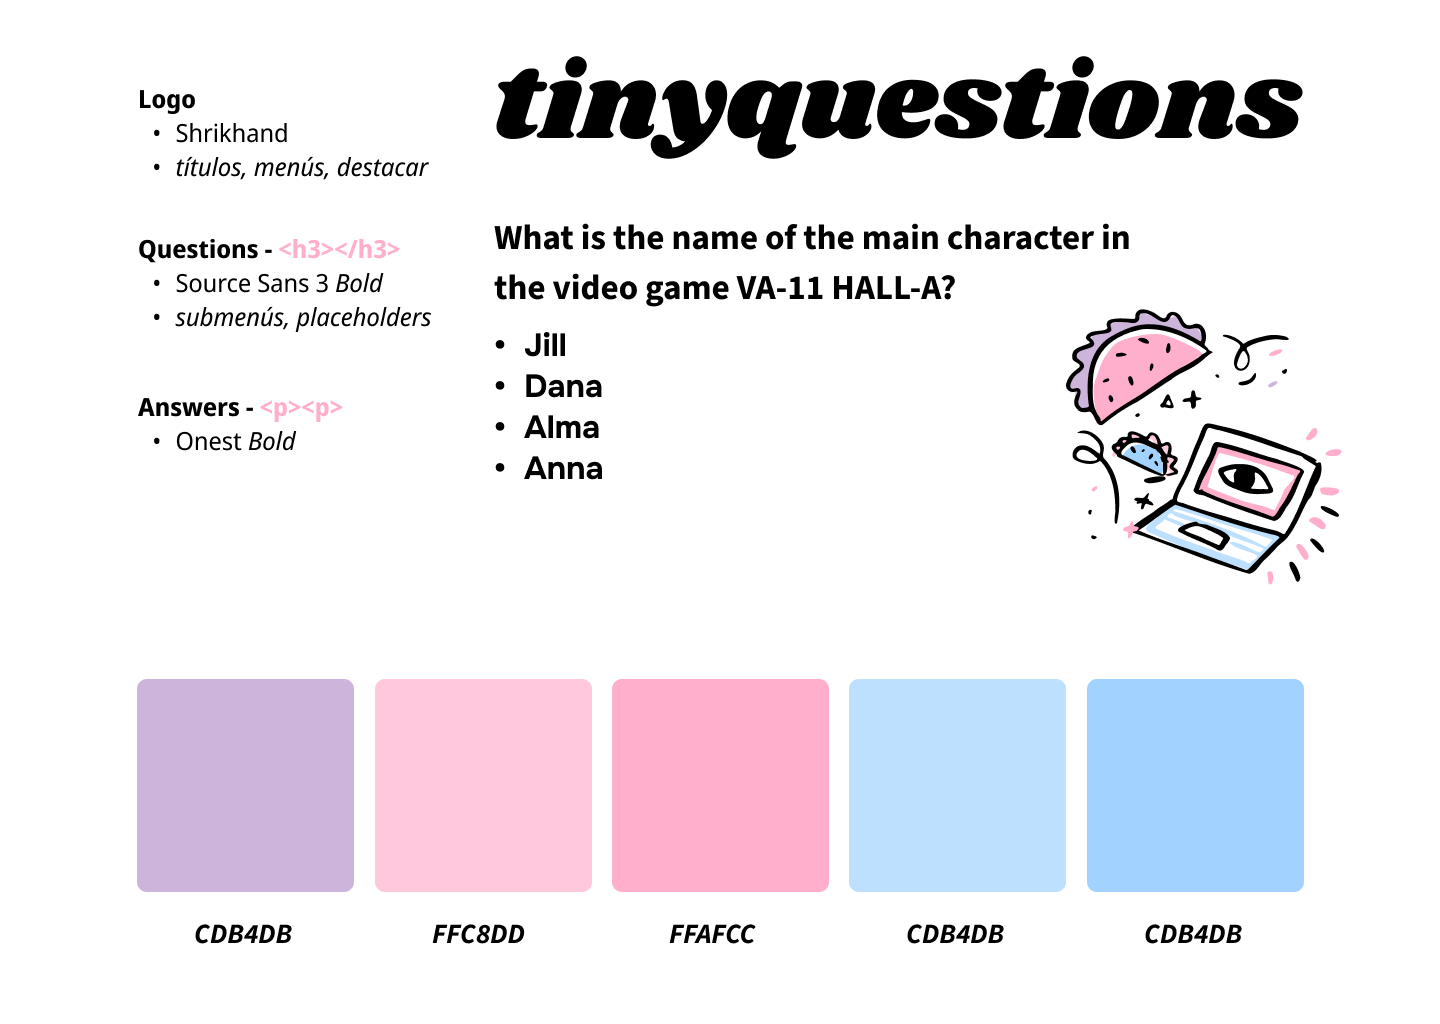 Logo
• Shrikhand
• títulos, menús, destacar
Questions - <h3></h3>
• Source Sans 3 Bold
• submenús, placeholders
Answers - <p><p>
• Onest Bold
tinyquestions
What is the name of the main character in
the video game VA-11 HALL-A?
• Jill
• Dana
• Alma
• Anna
CDB4DB
FFC8DD
FFAFCC
CDB4DB
CDB4DB